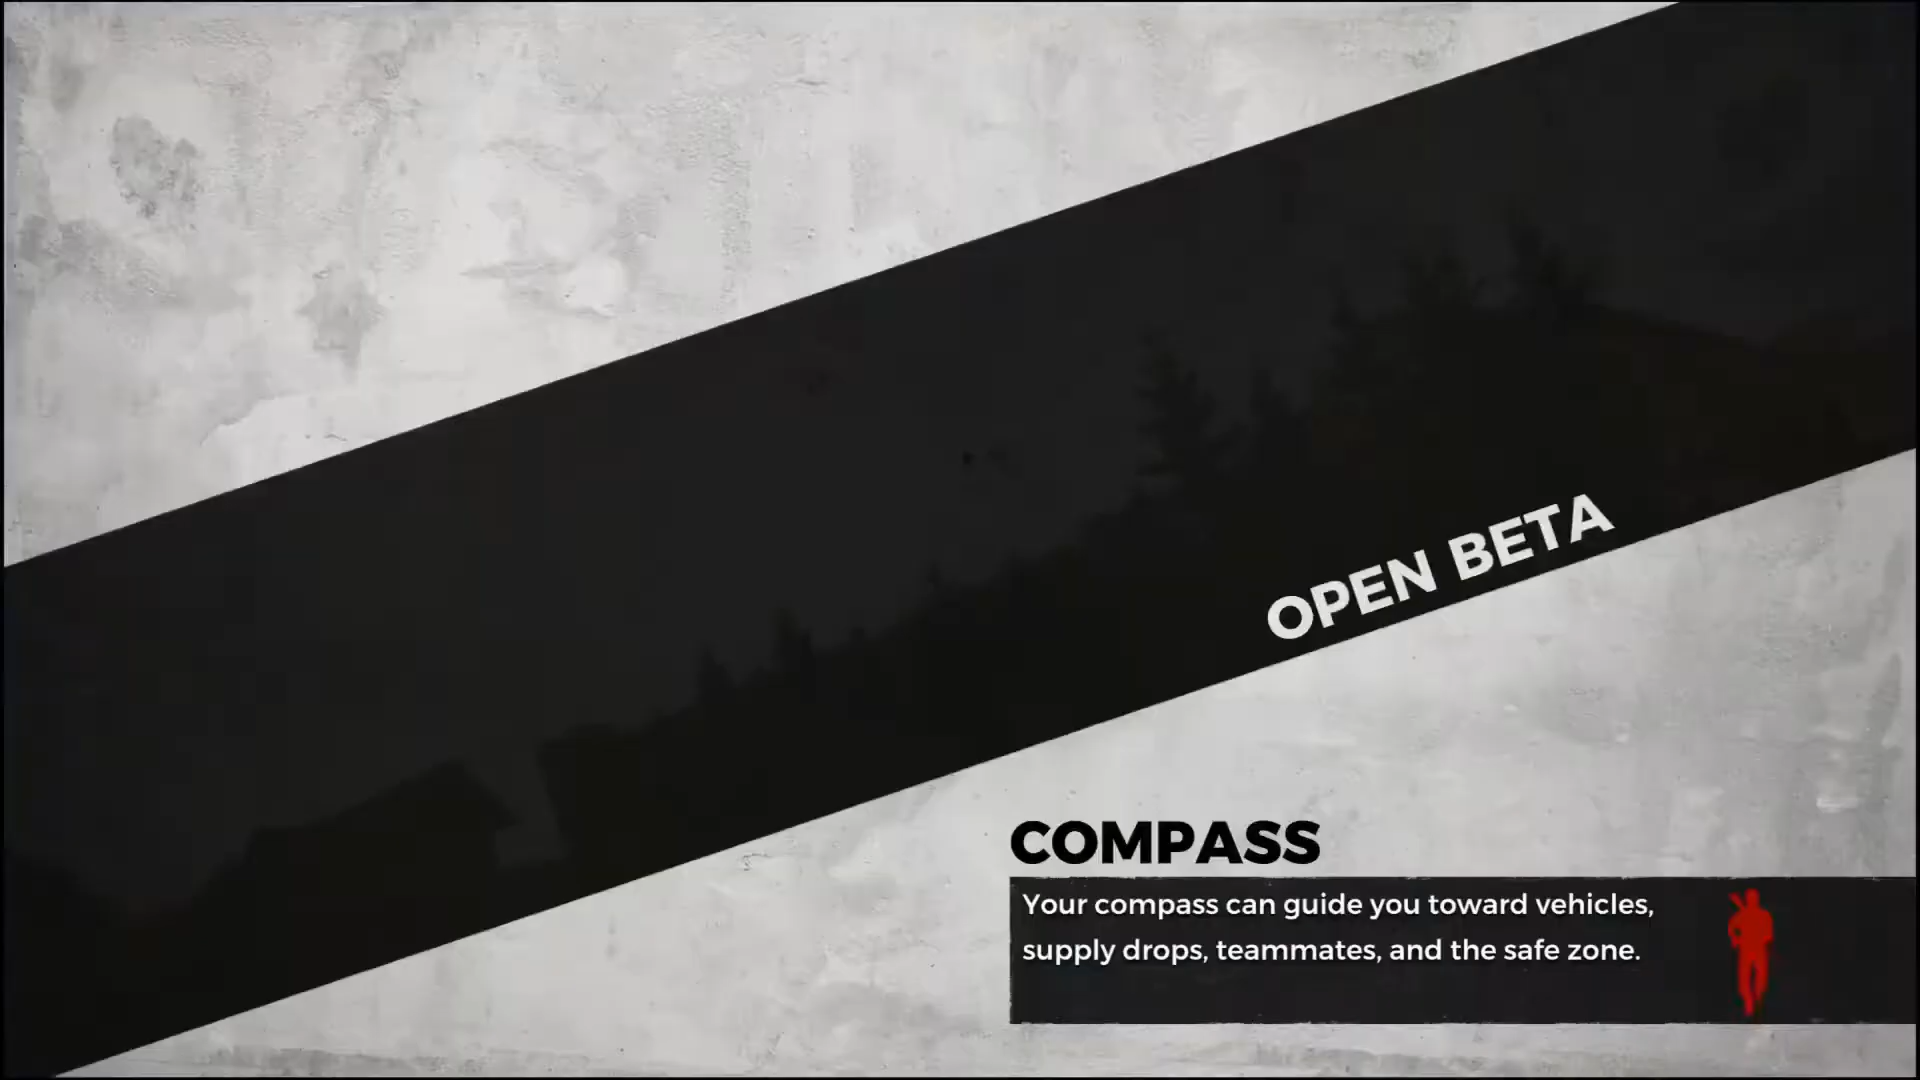 OPEN BETA
COMPASS
Your compass can guide you toward vehicles,
supply drops, teammates, and the safe zone.